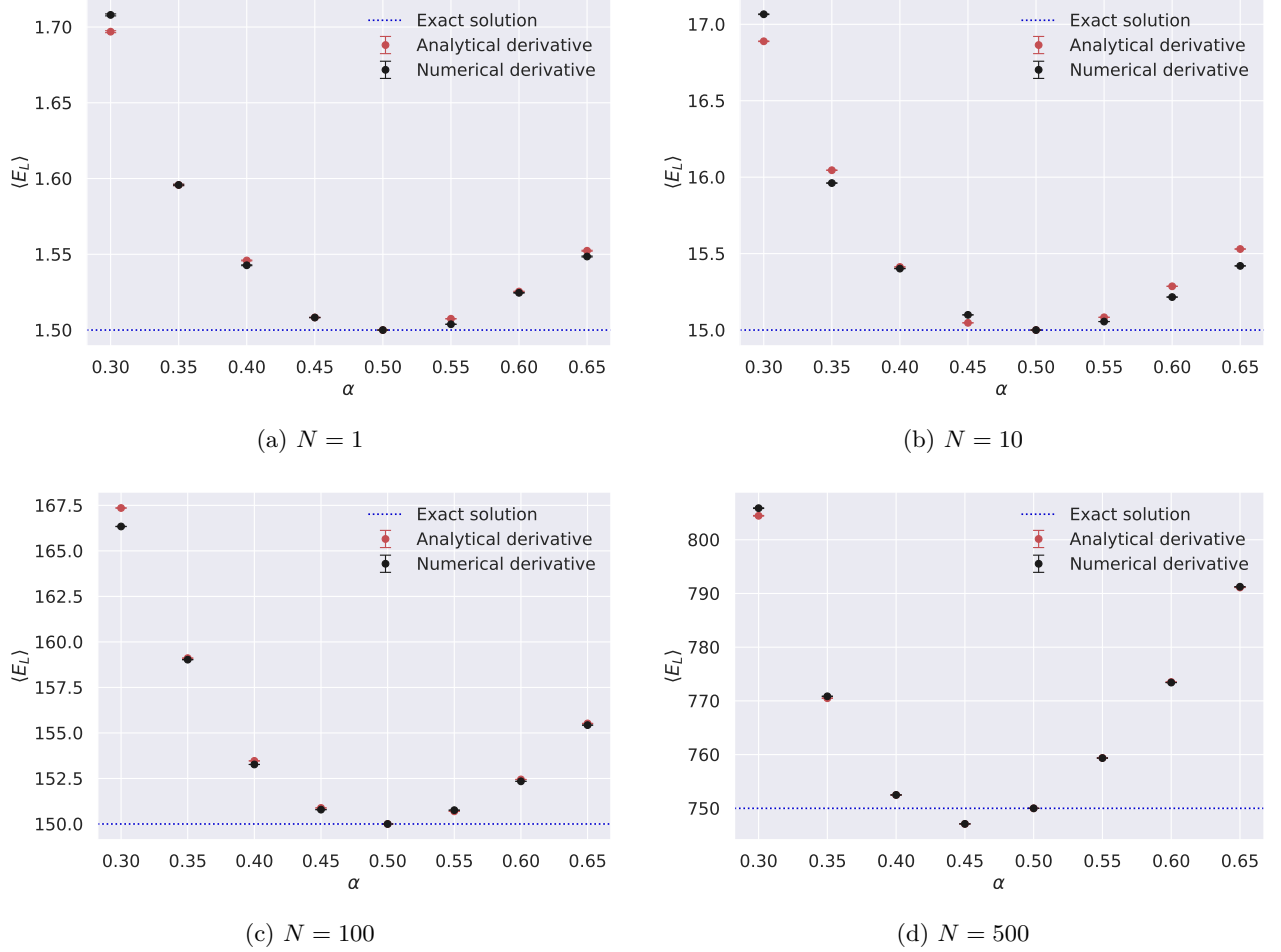 1.70
1.65
1.60
1.55
1.50
⟨E_L⟩
Exact solution
Analytical derivative
Numerical derivative
0.30 0.35 0.40 0.45 0.50 0.55 0.60 0.65
α
(a) N = 1
17.0
16.5
16.0
15.5
15.0
⟨E_L⟩
Exact solution
Analytical derivative
Numerical derivative
0.30 0.35 0.40 0.45 0.50 0.55 0.60 0.65
α
(b) N = 10
167.5
165.0
162.5
160.0
157.5
155.0
152.5
150.0
⟨E_L⟩
Exact solution
Analytical derivative
Numerical derivative
0.30 0.35 0.40 0.45 0.50 0.55 0.60 0.65
α
(c) N = 100
800
790
780
770
760
750
⟨E_L⟩
Exact solution
Analytical derivative
Numerical derivative
0.30 0.35 0.40 0.45 0.50 0.55 0.60 0.65
α
(d) N = 500